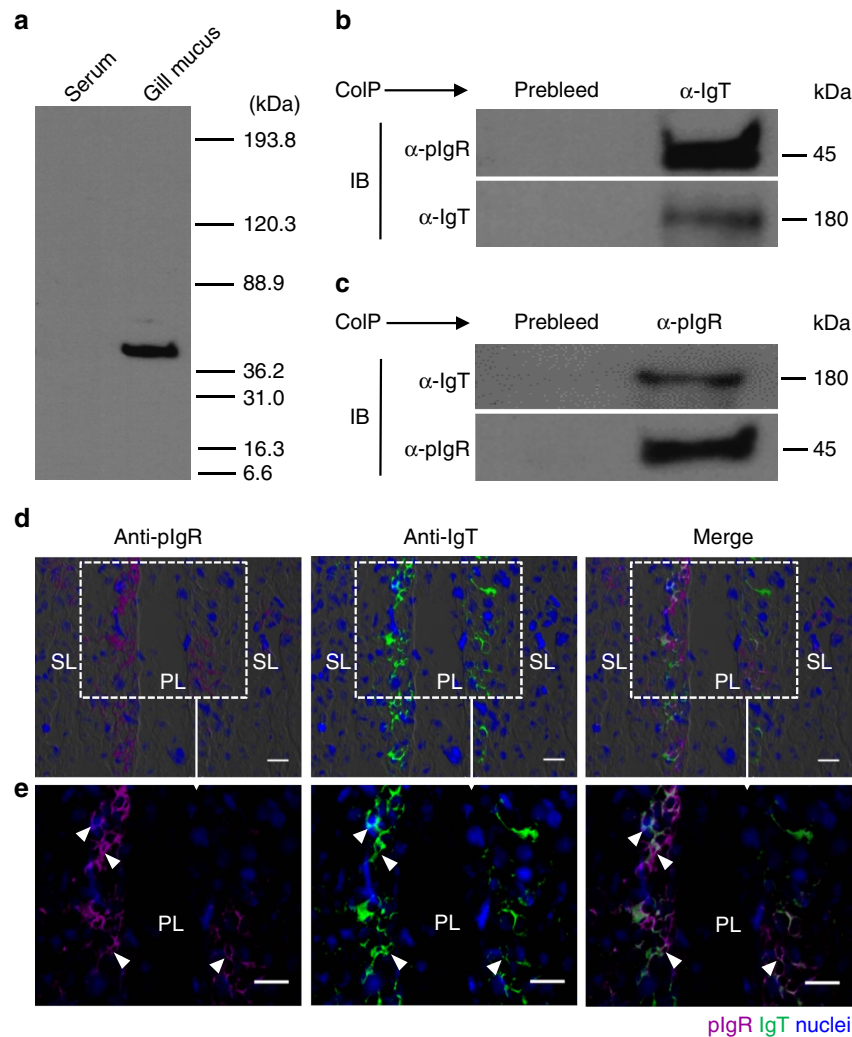 a
Serum
Gill mucus
(kDa)
193.8
120.3
88.9
36.2
31.0
16.3
6.6
b
CoIP
Prebleed
α-IgT
kDa
IB
α-pIgR
45
α-IgT
180
c
CoIP
Prebleed
α-pIgR
kDa
IB
α-IgT
180
α-pIgR
45
d
Anti-pIgR
Anti-IgT
Merge
SL
PL
SL
SL
PL
SL
SL
PL
SL
e
PL
PL
PL
pIgR IgT nuclei